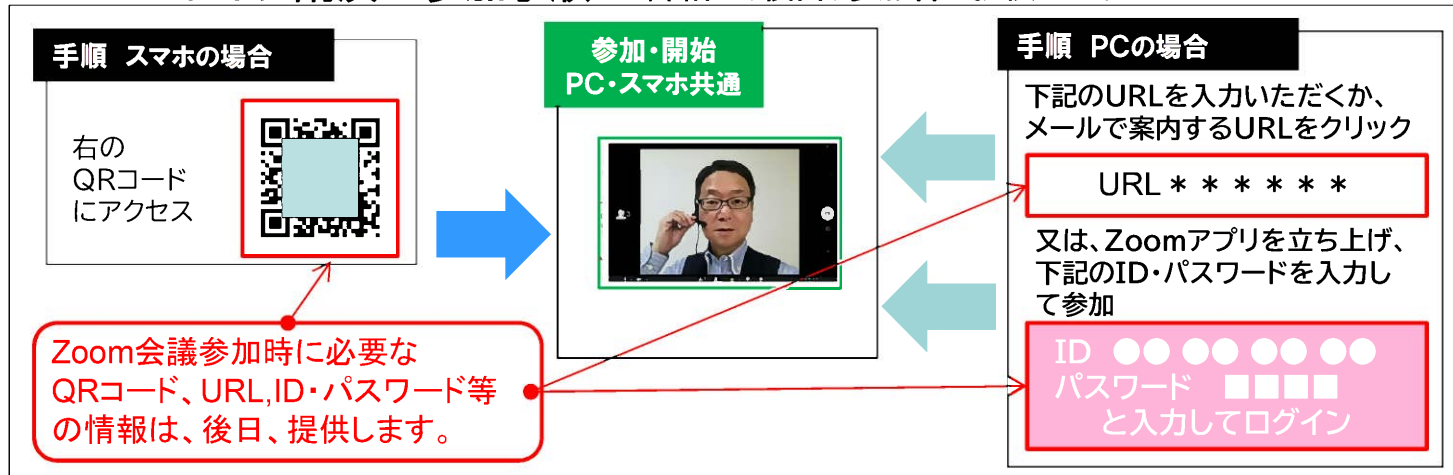 手順 スマホの場合
右の
QRコード
にアクセス
参加・開始
PC・スマホ共通
手順 PCの場合
下記のURLを入力いただくか、
メールで案内するURLをクリック
URL＊＊＊＊＊＊
又は、Zoomアプリを立ち上げ、
下記のID・パスワードを入力し
て参加
ID ●● ●● ●● ●●
パスワード ■■■■
と入力してログイン
Zoom会議参加時に必要な
QRコード、URL,ID・パスワード等
の情報は、後日、提供します。